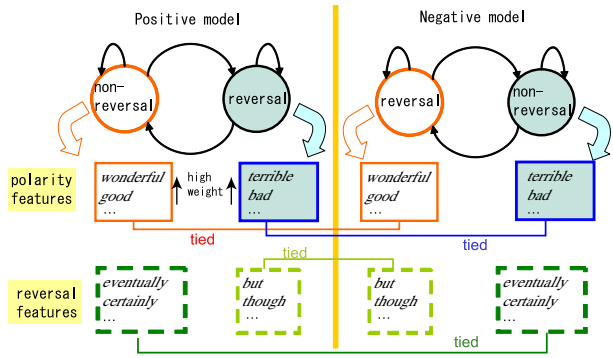 Positive model
Negative model
non-
reversal
reversal
reversal
non-
reversal
polarity
features
wonderful
good
...
high
weight
terrible
bad
...
wonderful
good
...
terrible
bad
...
tied
tied
tied
reversal
features
eventually
certainly
...
but
though
...
but
though
...
eventually
certainly
...
tied